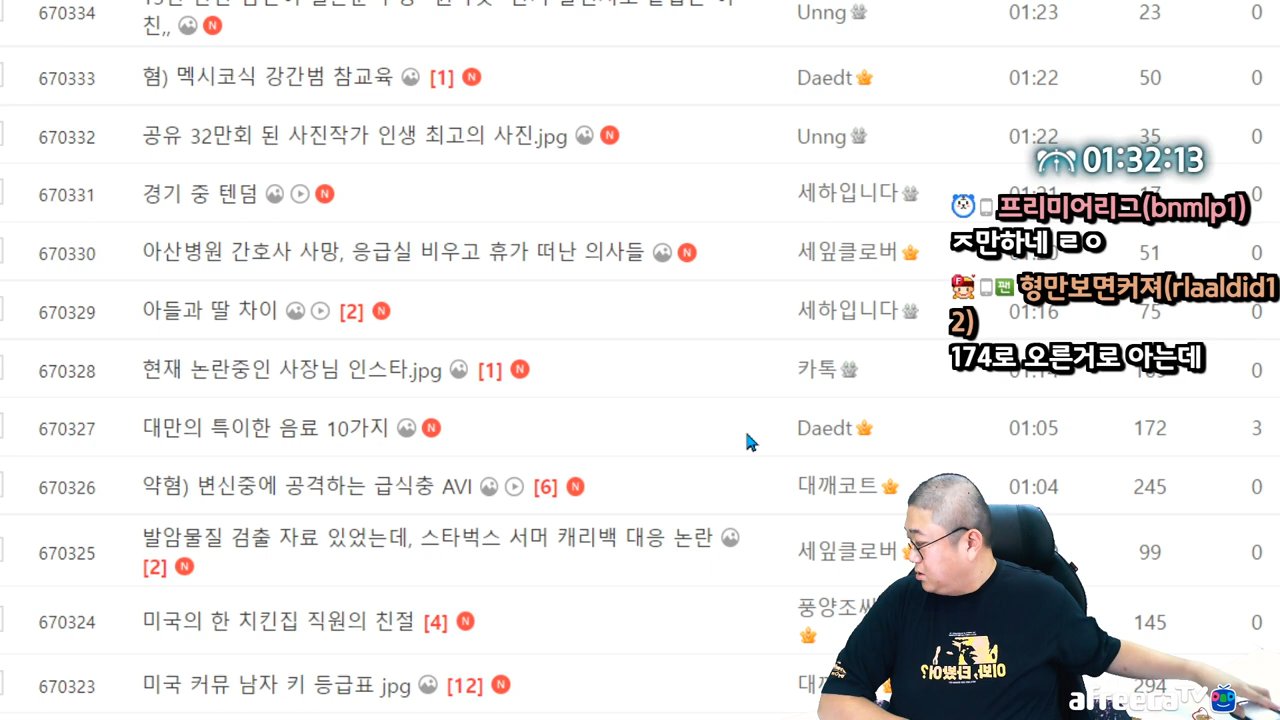 670334
친,, N
Unng
01:23
23
0
670333
혐) 멕시코식 강간범 참교육 [1] N
Daedt
01:22
50
0
670332
공유 32만회 된 사진작가 인생 최고의 사진.jpg N
Unng
01:22
35
670331
경기 중 텐덤 N
세하입니다
670330
아산병원 간호사 사망, 응급실 비우고 휴가 떠난 의사들 N
세잎클로버
51
670329
아들과 딸 차이 [2] N
세하입니다
01:16
75
0
670328
현재 논란중인 사장님 인스타.jpg [1] N
카톡
0
670327
대만의 특이한 음료 10가지 N
Daedt
01:05
172
3
670326
약혐) 변신중에 공격하는 급식충 AVI [6] N
대깨코트
01:04
245
0
670325
발암물질 검출 자료 있었는데, 스타벅스 서머 캐리백 대응 논란
[2] N
세잎클로버
99
0
670324
미국의 한 치킨집 직원의 친절 [4] N
풍양조씨
145
0
670323
미국 커뮤 남자 키 등급표 jpg [12] N
294
01:32:13
프리미어리그(bnmlp1)
ㅈ만하네 ㄹㅇ
팬 형만보면커져(rlaaldid1
2)
174로 오른거로 아는데
afreecaTV